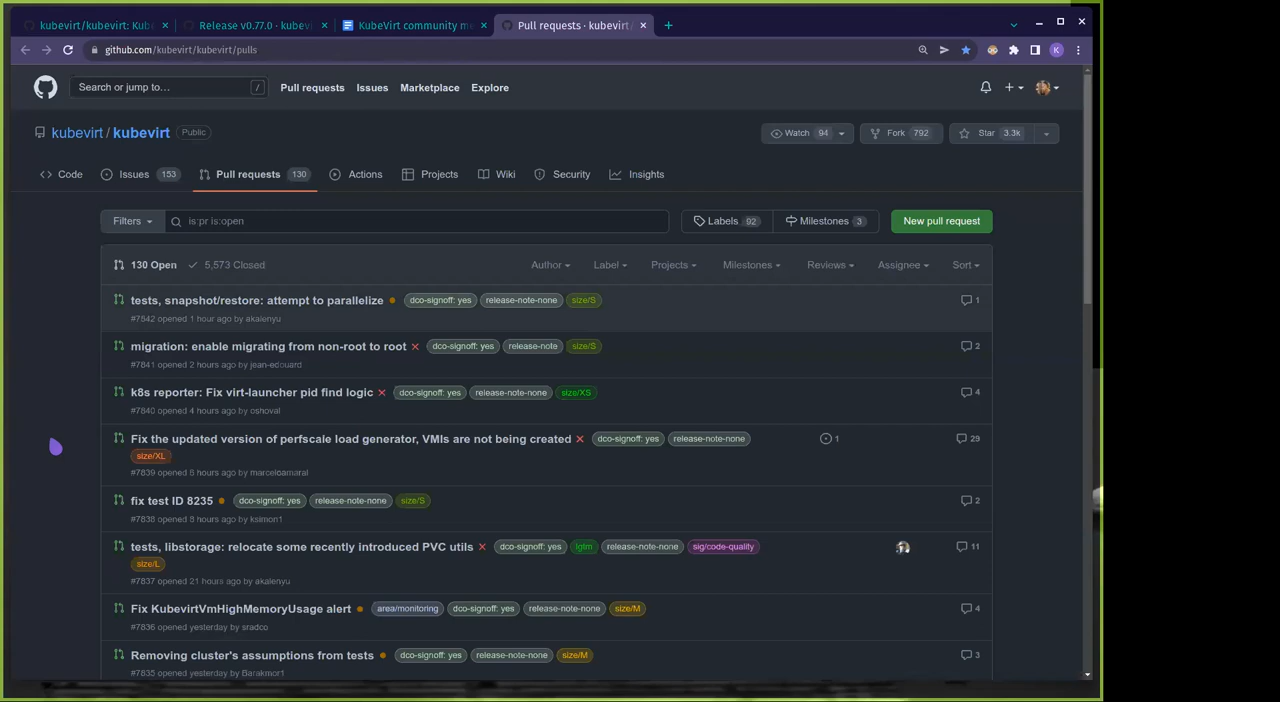 kubevirt/kubevirt: Kube
Release v0.77.0 · kubevi
KubeVirt community me
Pull requests · kubevirt/
github.com/kubevirt/kubevirt/pulls
K
Search or jump to…
/
Pull requests
Issues
Marketplace
Explore
kubevirt / kubevirt
Public
Watch 94
Fork 792
Star 3.3k
Code
Issues 153
Pull requests 130
Actions
Projects
Wiki
Security
Insights
Filters
is:pr is:open
Labels 92
Milestones 3
New pull request
130 Open
5,573 Closed
Author
Label
Projects
Milestones
Reviews
Assignee
Sort
tests, snapshot/restore: attempt to parallelize dco-signoff: yes release-note-none size/S 1
#7842 opened 1 hour ago by akalenyu
migration: enable migrating from non-root to root dco-signoff: yes release-note size/S 2
#7841 opened 2 hours ago by jean-edouard
k8s reporter: Fix virt-launcher pid find logic dco-signoff: yes release-note-none size/XS 4
#7840 opened 4 hours ago by oshoval
Fix the updated version of perfscale load generator, VMIs are not being created dco-signoff: yes release-note-none 1 29
size/XL
#7839 opened 8 hours ago by marceloamaral
fix test ID 8235 dco-signoff: yes release-note-none size/S 2
#7838 opened 8 hours ago by ksimon1
tests, libstorage: relocate some recently introduced PVC utils dco-signoff: yes lgtm release-note-none sig/code-quality 11
size/L
#7837 opened 21 hours ago by akalenyu
Fix KubevirtVmHighMemoryUsage alert area/monitoring dco-signoff: yes release-note-none size/M 4
#7836 opened yesterday by sradco
Removing cluster's assumptions from tests dco-signoff: yes release-note-none size/M 3
#7835 opened yesterday by Barakmor1